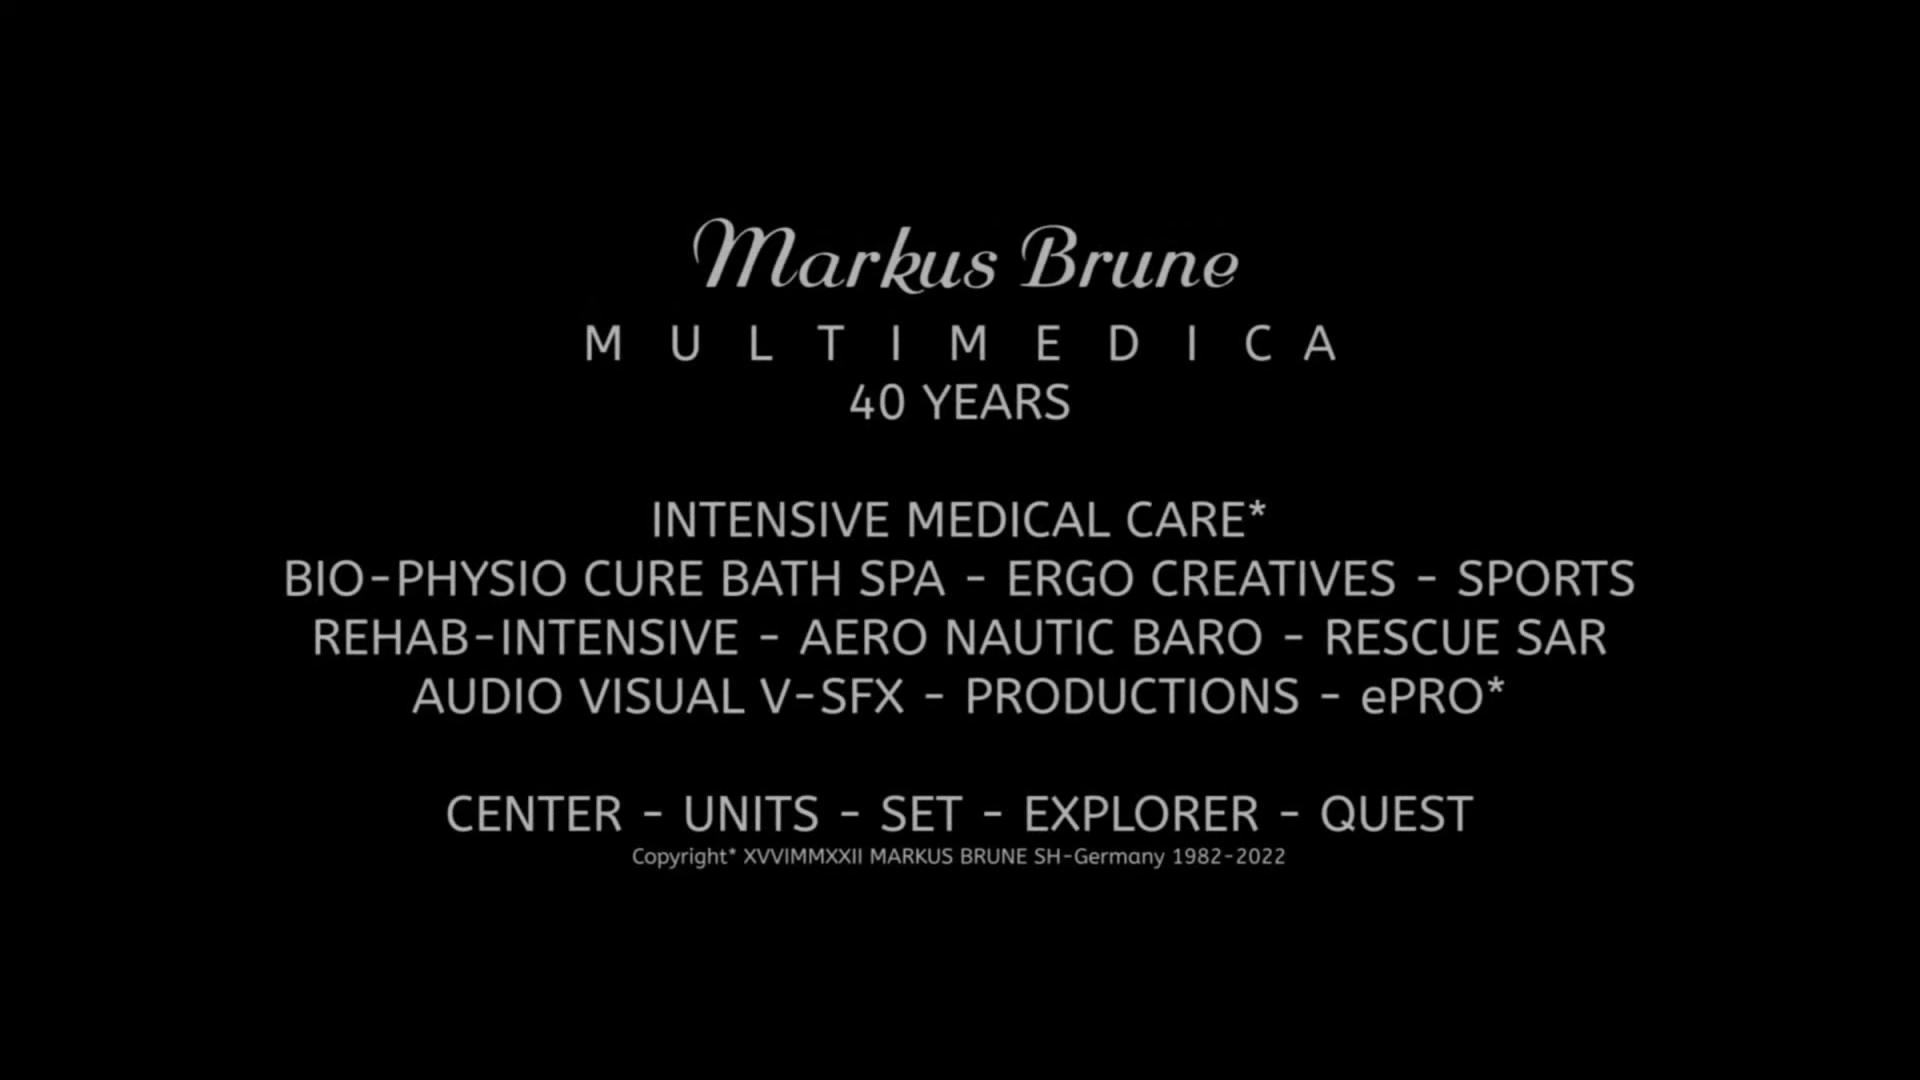 Markus Brune
MULTIMEDICA
40 YEARS
INTENSIVE MEDICAL CARE*
BIO-PHYSIO CURE BATH SPA - ERGO CREATIVES - SPORTS
REHAB-INTENSIVE - AERO NAUTIC BARO - RESCUE SAR
AUDIO VISUAL V-SFX - PRODUCTIONS - ePRO*
CENTER - UNITS - SET - EXPLORER - QUEST
Copyright* XVVIMMXXII MARKUS BRUNE SH-Germany 1982-2022